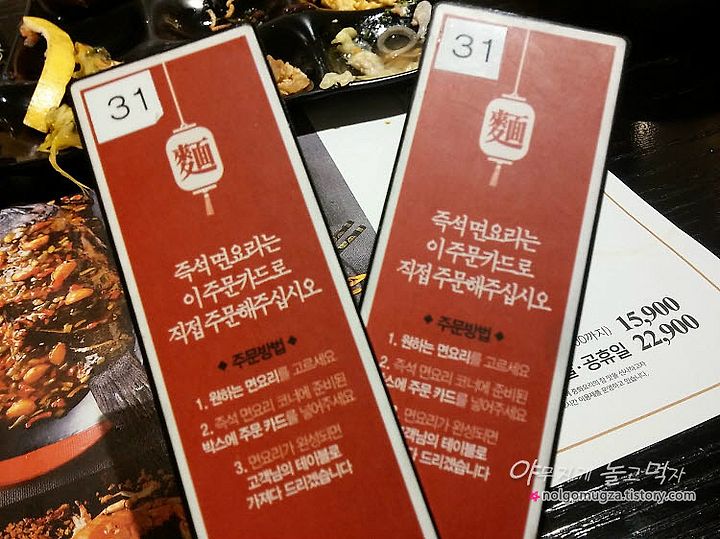 31
麵
즉석 면요리는
이 주문카드로
직접 주문해주십시오
◆ 주문방법 ◆
1. 원하는 면요리를 고르세요
2. 즉석 면요리 코너에 준비된
박스에 주문 카드를 넣어주세요
3. 면요리가 완성되면
고객님의 테이블로
가져다 드리겠습니다
31
麵
즉석 면요리는
이 주문카드로
직접 주문해주십시오
◆ 주문방법 ◆
1. 원하는 면요리를 고르세요
2. 즉석 면요리 코너에 준비된
박스에 주문 카드를 넣어주세요
3. 면요리가 완성되면
고객님의 테이블로
가져다 드리겠습니다
까지) 15,900
공휴일 22,900
야무지게 놀고먹자
nolgomugza.tistory.com